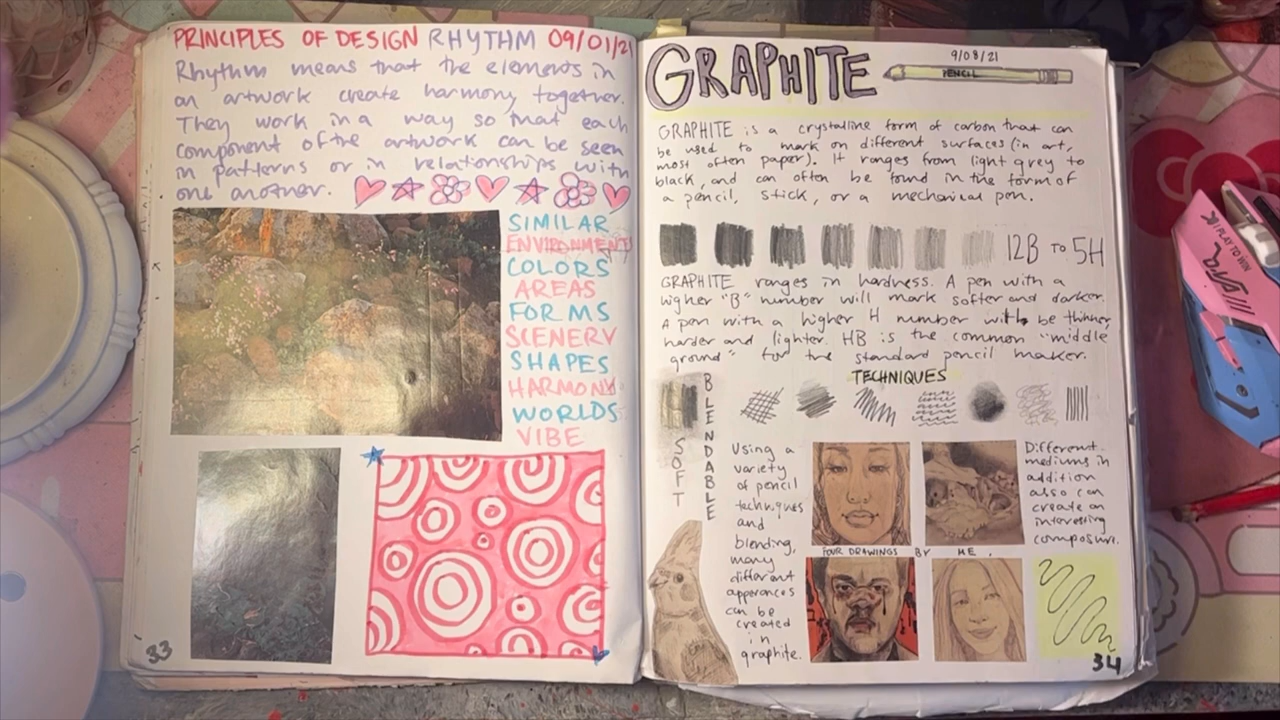 PRINCIPLES OF DESIGN RHYTHM 09/01/21
Rhythm means that the elements in
an artwork create harmony together.
They work in a way so that each
component of the artwork can be seen
in patterns or in relationships with
one another.
SIMILAR
ENVIRONMENT
COLORS
AREAS
FORMS
SCENERY
SHAPES
HARMONY
WORLDS
VIBE
33
GRAPHITE
9/08/21
PENCIL
GRAPHITE is a crystalline form of carbon that can
be used to mark on different surfaces (in art,
most often paper). It ranges from light grey to
black, and can often be found in the form of
a pencil, stick, or a mechanical pen.
12B TO 5H
GRAPHITE ranges in hardness. A pen with a
higher "B" number will mark softer and darker.
A pen with a higher H number will be thinner,
harder and lighter. HB is the common "middle
ground" for the standard pencil maker.
TECHNIQUES
BLENDABLE
SOFT
Using a
variety
of pencil
techniques
and
blending,
many
different
apperances
can be
created
in
graphite.
FOUR DRAWINGS BY ME.
Different
mediums in
addition
also can
create an
interesting
34
I PLAY TO WIN